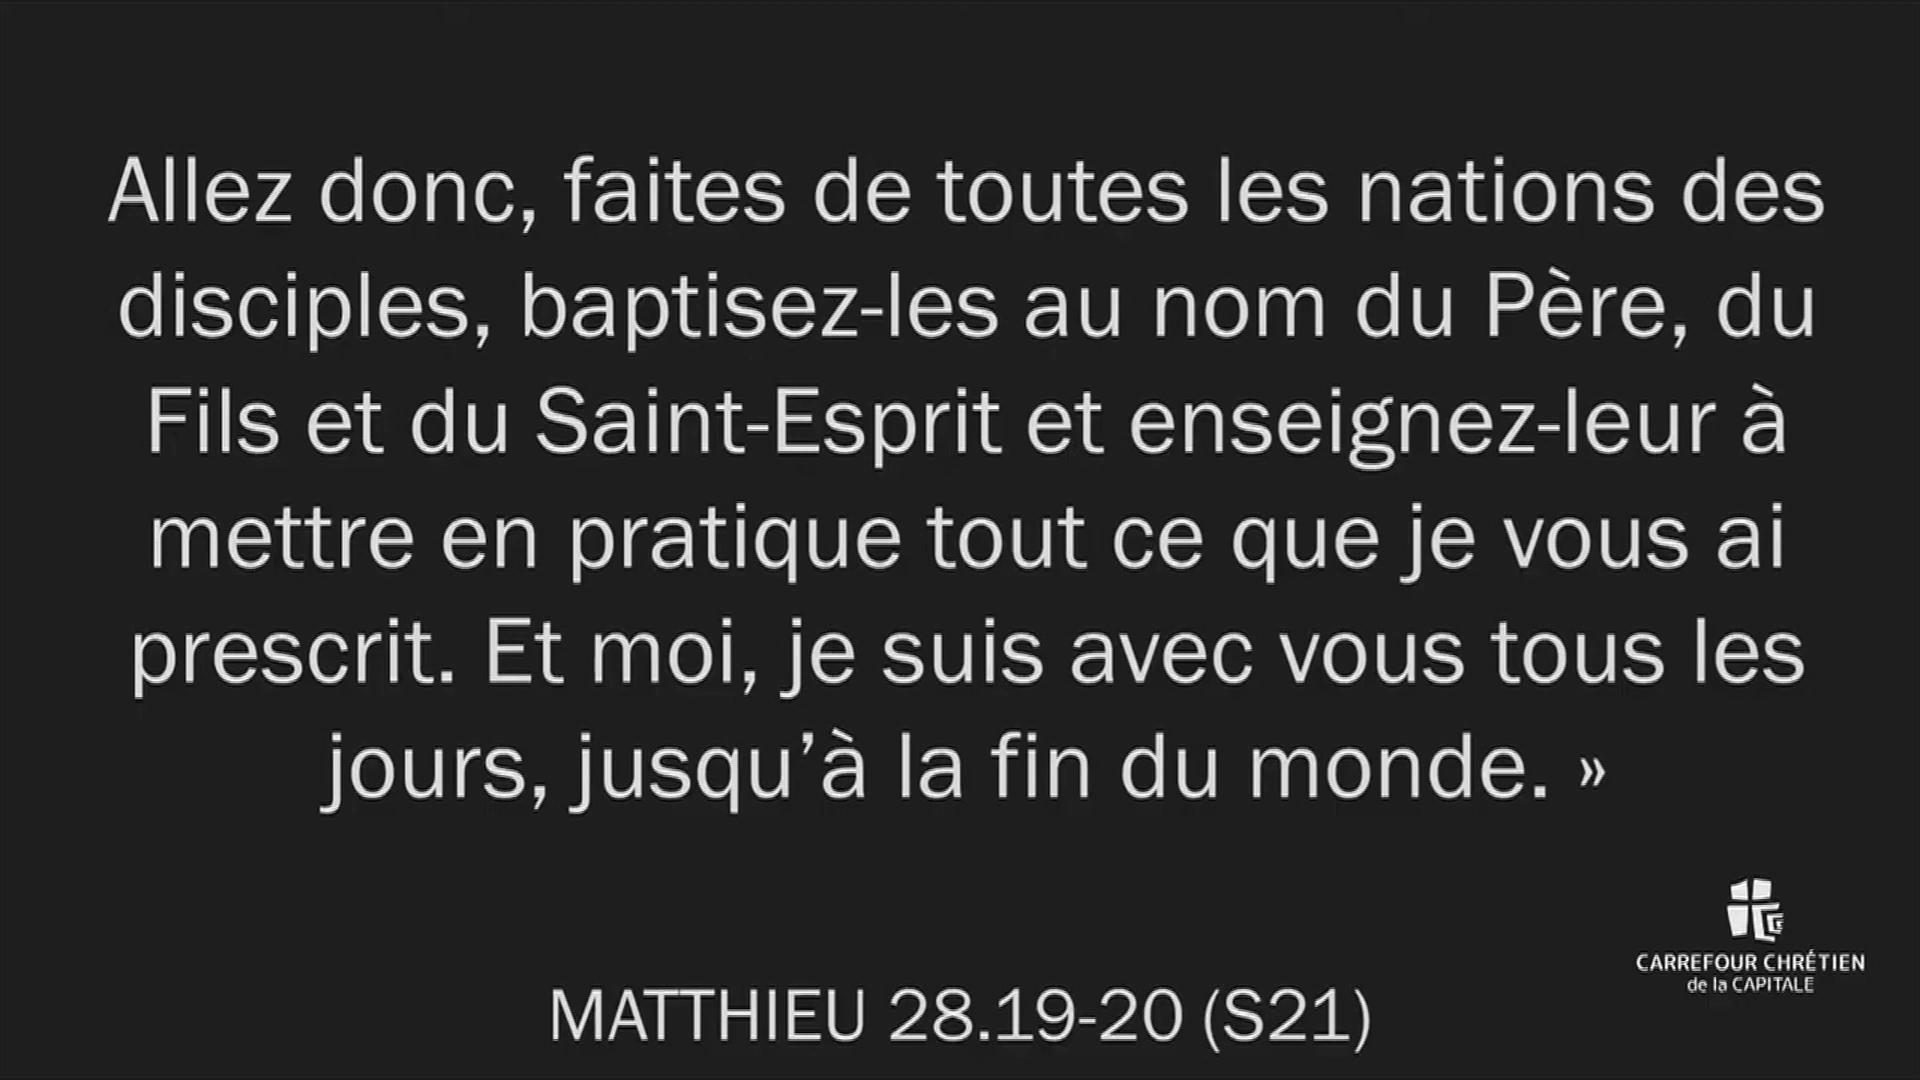 Allez donc, faites de toutes les nations des
disciples, baptisez-les au nom du Père, du
Fils et du Saint-Esprit et enseignez-leur à
mettre en pratique tout ce que je vous ai
prescrit. Et moi, je suis avec vous tous les
jours, jusqu’à la fin du monde. »
CARREFOUR CHRÉTIEN
de la CAPITALE
MATTHIEU 28.19-20 (S21)